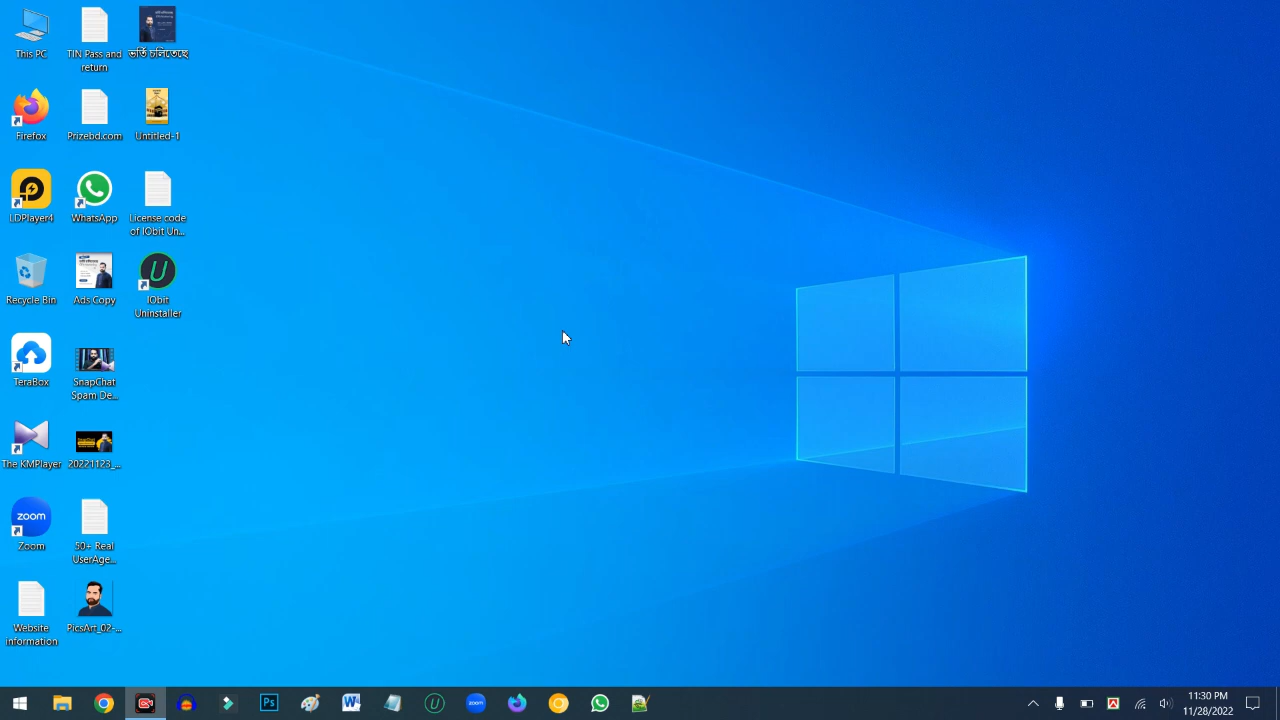 This PC
TIN Pass and
return
ভর্তি চলিতেছে
Firefox
Prizebd.com
Untitled-1
LDPlayer4
WhatsApp
License code
of IObit Un...
Recycle Bin
Ads Copy
IObit
Uninstaller
TeraBox
SnapChat
Spam De...
The KMPlayer
20221123_...
zoom
Zoom
50+ Real
UserAge...
Website
information
PicsArt_02-...
Ps
zoom
11:30 PM
11/28/2022